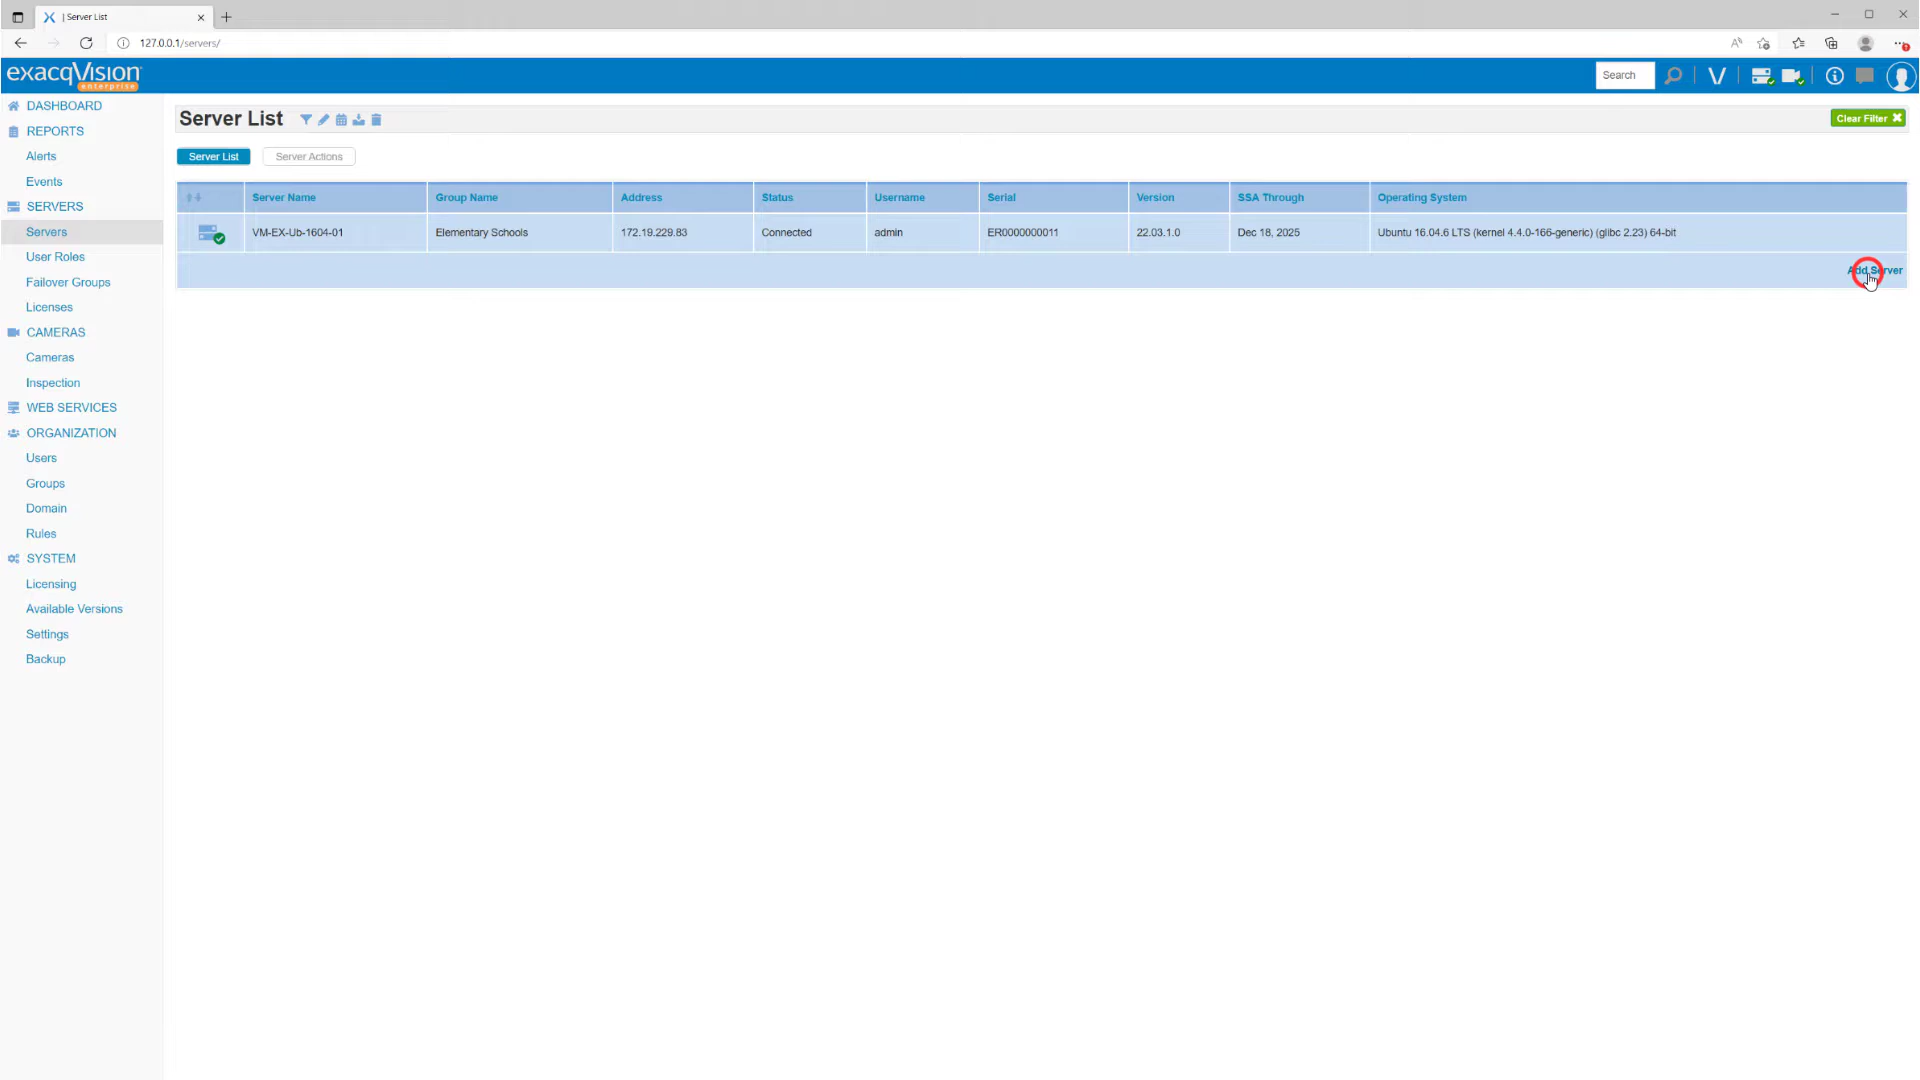 | Server List
127.0.0.1/servers/
exacqVision
enterprise
Search
DASHBOARD
REPORTS
Alerts
Events
SERVERS
Servers
User Roles
Failover Groups
Licenses
CAMERAS
Cameras
Inspection
WEB SERVICES
ORGANIZATION
Users
Groups
Domain
Rules
SYSTEM
Licensing
Available Versions
Settings
Backup
Server List
Clear Filter
Server List Server Actions
Server Name Group Name Address Status Username Serial Version SSA Through Operating System
VM-EX-Ub-1604-01 Elementary Schools 172.19.229.83 Connected admin ER0000000011 22.03.1.0 Dec 18, 2025 Ubuntu 16.04.6 LTS (kernel 4.4.0-166-generic) (glibc 2.23) 64-bit
Add Server